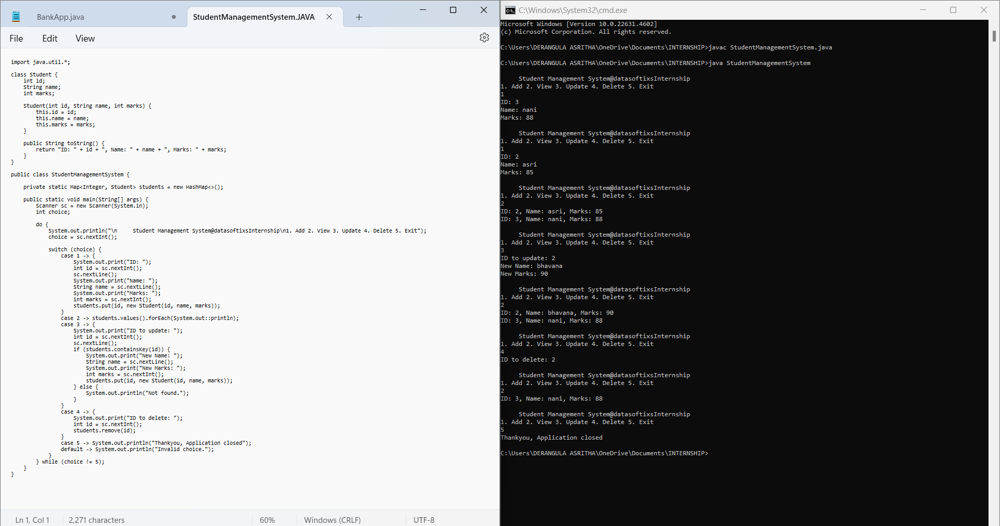 BankApp.java
StudentManagementSystem.JAVA
File Edit View
import java.util.*;
class Student {
    int id;
    String name;
    int marks;
    Student(int id, String name, int marks) {
        this.id = id;
        this.name = name;
        this.marks = marks;
    }
    public String toString() {
        return "ID: " + id + ", Name: " + name + ", Marks: " + marks;
    }
}
public class StudentManagementSystem {
    private static Map<Integer, Student> students = new HashMap<>();
    public static void main(String[] args) {
        Scanner sc = new Scanner(System.in);
        int choice;
        do {
            System.out.println("\n     Student Management System@datasoftixsInternship\n1. Add 2. View 3. Update 4. Delete 5. Exit");
            choice = sc.nextInt();
            switch (choice) {
                case 1 -> {
                    System.out.print("ID: ");
                    int id = sc.nextInt();
                    sc.nextLine();
                    System.out.print("Name: ");
                    String name = sc.nextLine();
                    System.out.print("Marks: ");
                    int marks = sc.nextInt();
                    students.put(id, new Student(id, name, marks));
                }
                case 2 -> students.values().forEach(System.out::println);
                case 3 -> {
                    System.out.print("ID to update: ");
                    int id = sc.nextInt();
                    sc.nextLine();
                    if (students.containsKey(id)) {
                        System.out.print("New Name: ");
                        String name = sc.nextLine();
                        System.out.print("New Marks: ");
                        int marks = sc.nextInt();
                        students.put(id, new Student(id, name, marks));
                    } else {
                        System.out.println("Not found.");
                    }
                }
                case 4 -> {
                    System.out.print("ID to delete: ");
                    int id = sc.nextInt();
                    students.remove(id);
                }
                case 5 -> System.out.println("Thankyou, Application closed");
                default -> System.out.println("Invalid choice.");
            }
        } while (choice != 5);
    }
}
Ln 1, Col 1 2,271 characters 60% Windows (CRLF) UTF-8
C:\Windows\System32\cmd.exe
Microsoft Windows [Version 10.0.22631.4602]
(c) Microsoft Corporation. All rights reserved.
C:\Users\DERANGULA ASRITHA\OneDrive\Documents\INTERNSHIP>javac StudentManagementSystem.java
C:\Users\DERANGULA ASRITHA\OneDrive\Documents\INTERNSHIP>java StudentManagementSystem
     Student Management System@datasoftixsInternship
1. Add 2. View 3. Update 4. Delete 5. Exit
1
ID: 3
Name: nani
Marks: 88
     Student Management System@datasoftixsInternship
1. Add 2. View 3. Update 4. Delete 5. Exit
1
ID: 2
Name: asri
Marks: 85
     Student Management System@datasoftixsInternship
1. Add 2. View 3. Update 4. Delete 5. Exit
2
ID: 2, Name: asri, Marks: 85
ID: 3, Name: nani, Marks: 88
     Student Management System@datasoftixsInternship
1. Add 2. View 3. Update 4. Delete 5. Exit
3
ID to update: 2
New Name: bhavana
New Marks: 90
     Student Management System@datasoftixsInternship
1. Add 2. View 3. Update 4. Delete 5. Exit
2
ID: 2, Name: bhavana, Marks: 90
ID: 3, Name: nani, Marks: 88
     Student Management System@datasoftixsInternship
1. Add 2. View 3. Update 4. Delete 5. Exit
4
ID to delete: 2
     Student Management System@datasoftixsInternship
1. Add 2. View 3. Update 4. Delete 5. Exit
2
ID: 3, Name: nani, Marks: 88
     Student Management System@datasoftixsInternship
1. Add 2. View 3. Update 4. Delete 5. Exit
5
Thankyou, Application closed
C:\Users\DERANGULA ASRITHA\OneDrive\Documents\INTERNSHIP>